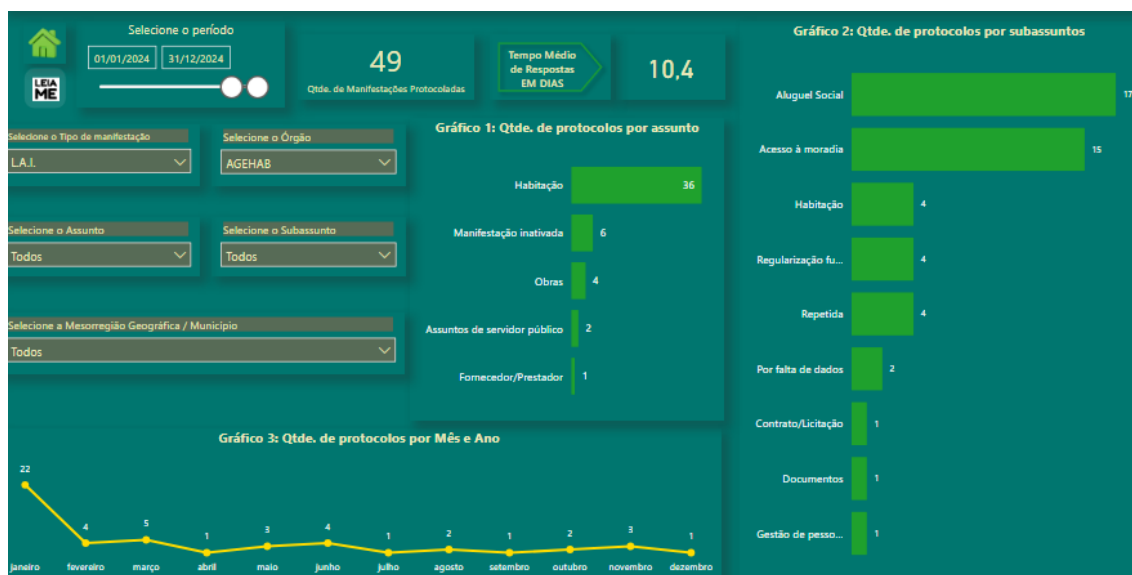 LEIA
ME
Selecione o período
01/01/2024 31/12/2024
49
Qtde. de Manifestações Protocoladas
Tempo Médio
de Respostas
EM DIAS
10,4
Selecione o Tipo de manifestação
L.A.I.
Selecione o Órgão
AGEHAB
Selecione o Assunto
Todos
Selecione o Subassunto
Todos
Selecione a Mesorregião Geográfica / Município
Todos
Gráfico 1: Qtde. de protocolos por assunto
Habitação 36
Manifestação inativada 6
Obras 4
Assuntos de servidor público 2
Fornecedor/Prestador 1
Gráfico 2: Qtde. de protocolos por subassuntos
Aluguel Social 17
Acesso à moradia 15
Habitação 4
Regularização fu... 4
Repetida 4
Por falta de dados 2
Contrato/Licitação 1
Documentos 1
Gestão de pesso... 1
Gráfico 3: Qtde. de protocolos por Mês e Ano
22 4 5 1 3 4 1 2 1 2 3 1
janeiro fevereiro março abril maio junho julho agosto setembro outubro novembro dezembro